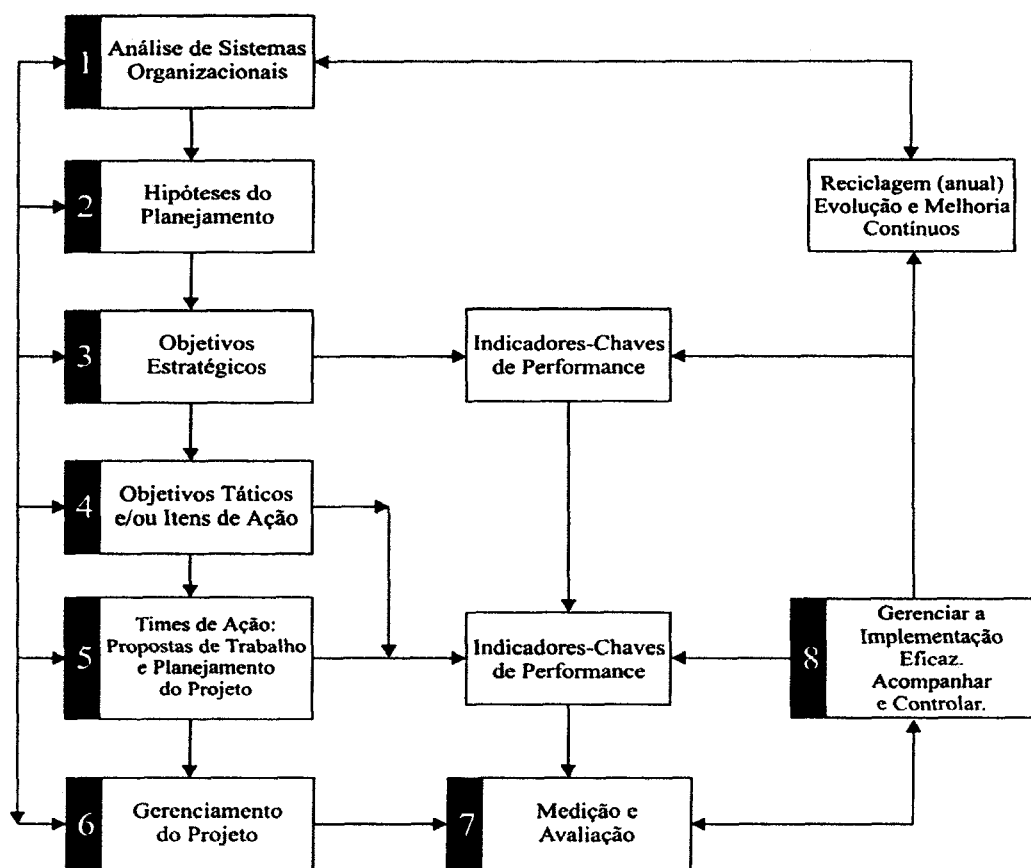 1
Análise de Sistemas
Organizacionais
2
Hipóteses do
Planejamento
Reciclagem (anual)
Evolução e Melhoria
Contínuos
3
Objetivos
Estratégicos
Indicadores-Chaves
de Performance
4
Objetivos Táticos
e/ou Itens de Ação
5
Times de Ação:
Propostas de Trabalho
e Planejamento
do Projeto
Indicadores-Chaves
de Performance
8
Gerenciar a
Implementação
Eficaz.
Acompanhar
e Controlar.
6
Gerenciamento
do Projeto
7
Medição e
Avaliação